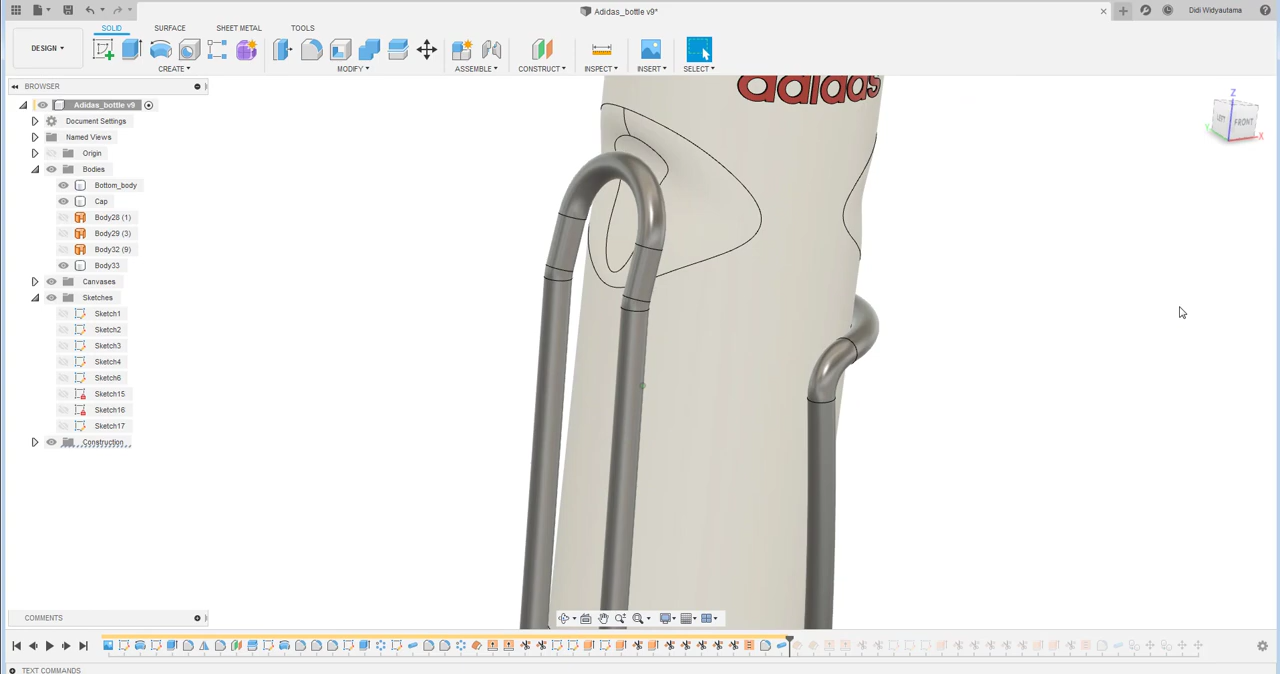 Adidas_bottle v9*
Didi Widyautama
SOLID
SURFACE
SHEET METAL
TOOLS
DESIGN
CREATE
MODIFY
ASSEMBLE
CONSTRUCT
INSPECT
INSERT
SELECT
BROWSER
Adidas_bottle v9
Document Settings
Named Views
Origin
Bodies
Bottom_body
Cap
Body28 (1)
Body29 (3)
Body32 (9)
Body33
Canvases
Sketches
Sketch1
Sketch2
Sketch3
Sketch4
Sketch6
Sketch15
Sketch16
Sketch17
Construction
adidas
Z
LEFT
FRONT
Y
X
COMMENTS
TEXT COMMANDS